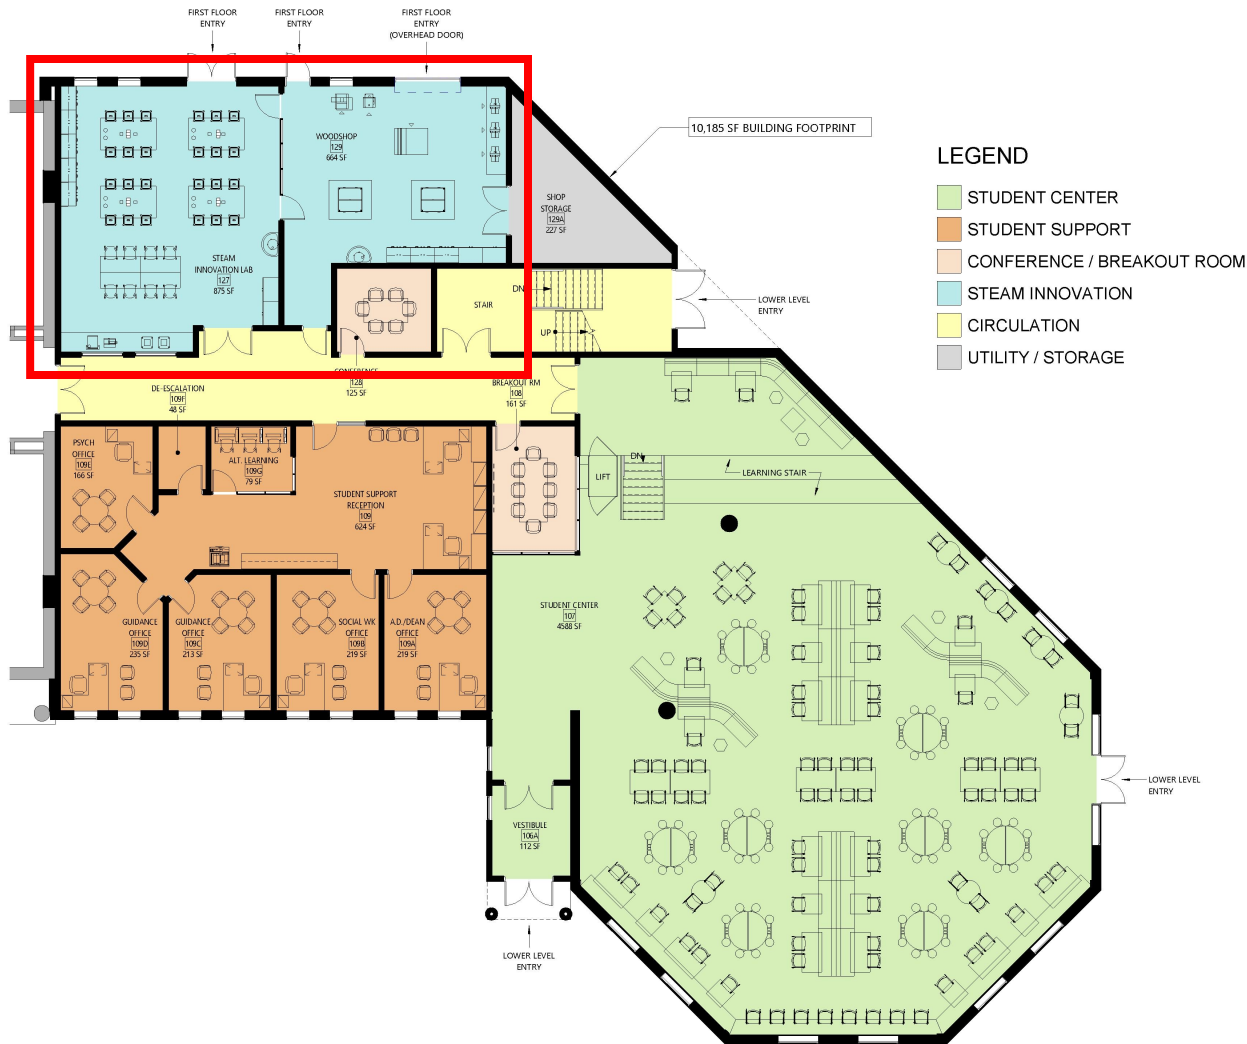 FIRST FLOOR
ENTRY
FIRST FLOOR
ENTRY
FIRST FLOOR
ENTRY
(OVERHEAD DOOR)
10,185 SF BUILDING FOOTPRINT
LEGEND
STUDENT CENTER
STUDENT SUPPORT
CONFERENCE / BREAKOUT ROOM
STEAM INNOVATION
CIRCULATION
UTILITY / STORAGE
WOODSHOP
129
664 SF
SHOP
STORAGE
129A
227 SF
STEAM
INNOVATION LAB
127
875 SF
DN
STAIR
UP
LOWER LEVEL
ENTRY
CONFERENCE
128
125 SF
DE-ESCALATION
109F
48 SF
BREAKOUT RM
108
161 SF
PSYCH
OFFICE
109E
166 SF
ALT. LEARNING
109G
79 SF
STUDENT SUPPORT
RECEPTION
109
624 SF
DN
LIFT
LEARNING STAIR
STUDENT CENTER
107
4588 SF
GUIDANCE
OFFICE
109D
235 SF
GUIDANCE
OFFICE
109C
213 SF
SOCIAL WK
OFFICE
109B
219 SF
A.D./DEAN
OFFICE
109A
219 SF
LOWER LEVEL
ENTRY
VESTIBULE
106A
112 SF
LOWER LEVEL
ENTRY